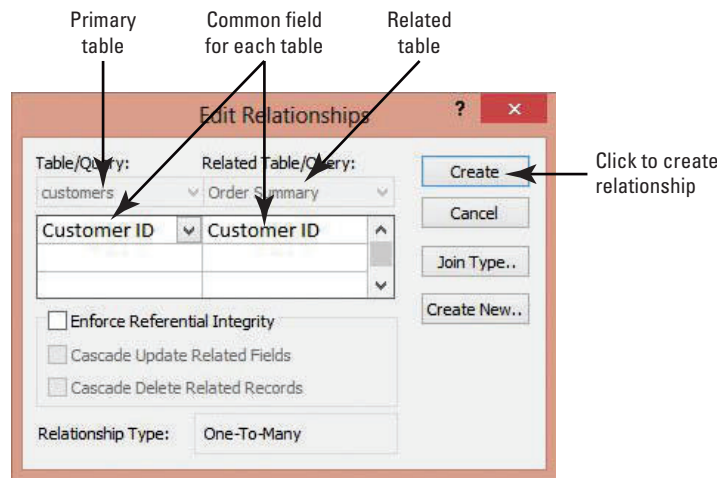 Primary table
Common field for each table
Related table
Edit Relationships
?
×
Table/Query:
Related Table/Query:
customers
Order Summary
Customer ID
Customer ID
Create
Click to create relationship
Cancel
Join Type..
Create New..
Enforce Referential Integrity
Cascade Update Related Fields
Cascade Delete Related Records
Relationship Type:
One-To-Many